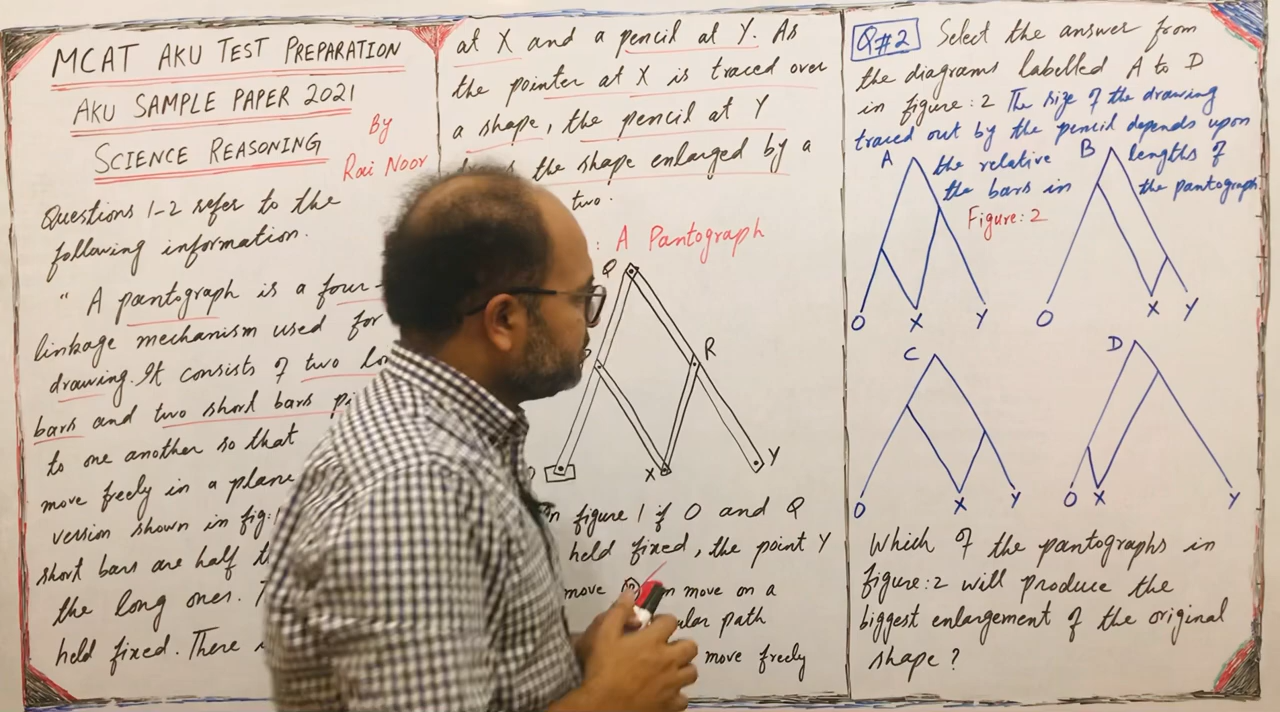 MCAT AKU TEST PREPARATION
AKU SAMPLE PAPER 2021
SCIENCE REASONING
By
Rai Noor
Questions 1-2 refer to the
following information.
" A pantograph is a four-
linkage mechanism used for
drawing. It consists of two
bars and two short bars
to one another so that
move freely in a plane
version shown in fig:1
short bars are half
the long ones.
held fixed. There
at X and a pencil at Y. As
the pointer at X is traced over
a shape, the pencil at Y
the shape enlarged by a
two.
: A Pantograph
Q
R
X
Y
figure 1 if O and Q
held fixed, the point Y
move on a
path
move freely
Q#2 Select the answer from
the diagrams labelled A to D
in figure:2 The size of the drawing
traced out by the pencil depends upon
the relative lengths of
the bars in the pantograph.
Figure:2
A
B
O X Y
O X Y
C
D
O X Y
O X Y
Which of the pantographs in
figure:2 will produce the
biggest enlargement of the original
shape?